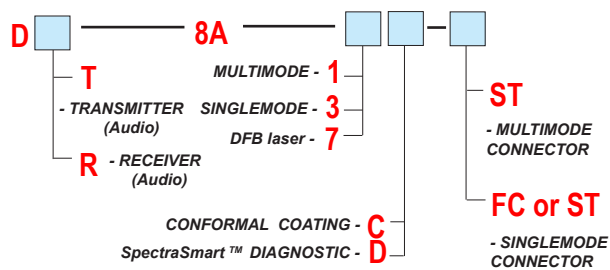 D 8A -
T
- TRANSMITTER
(Audio)
R - RECEIVER
(Audio)
MULTIMODE - 1
SINGLEMODE - 3
DFB laser - 7
CONFORMAL COATING - C
SpectraSmart ™ DIAGNOSTIC - D
ST
- MULTIMODE
CONNECTOR
FC or ST
- SINGLEMODE
CONNECTOR